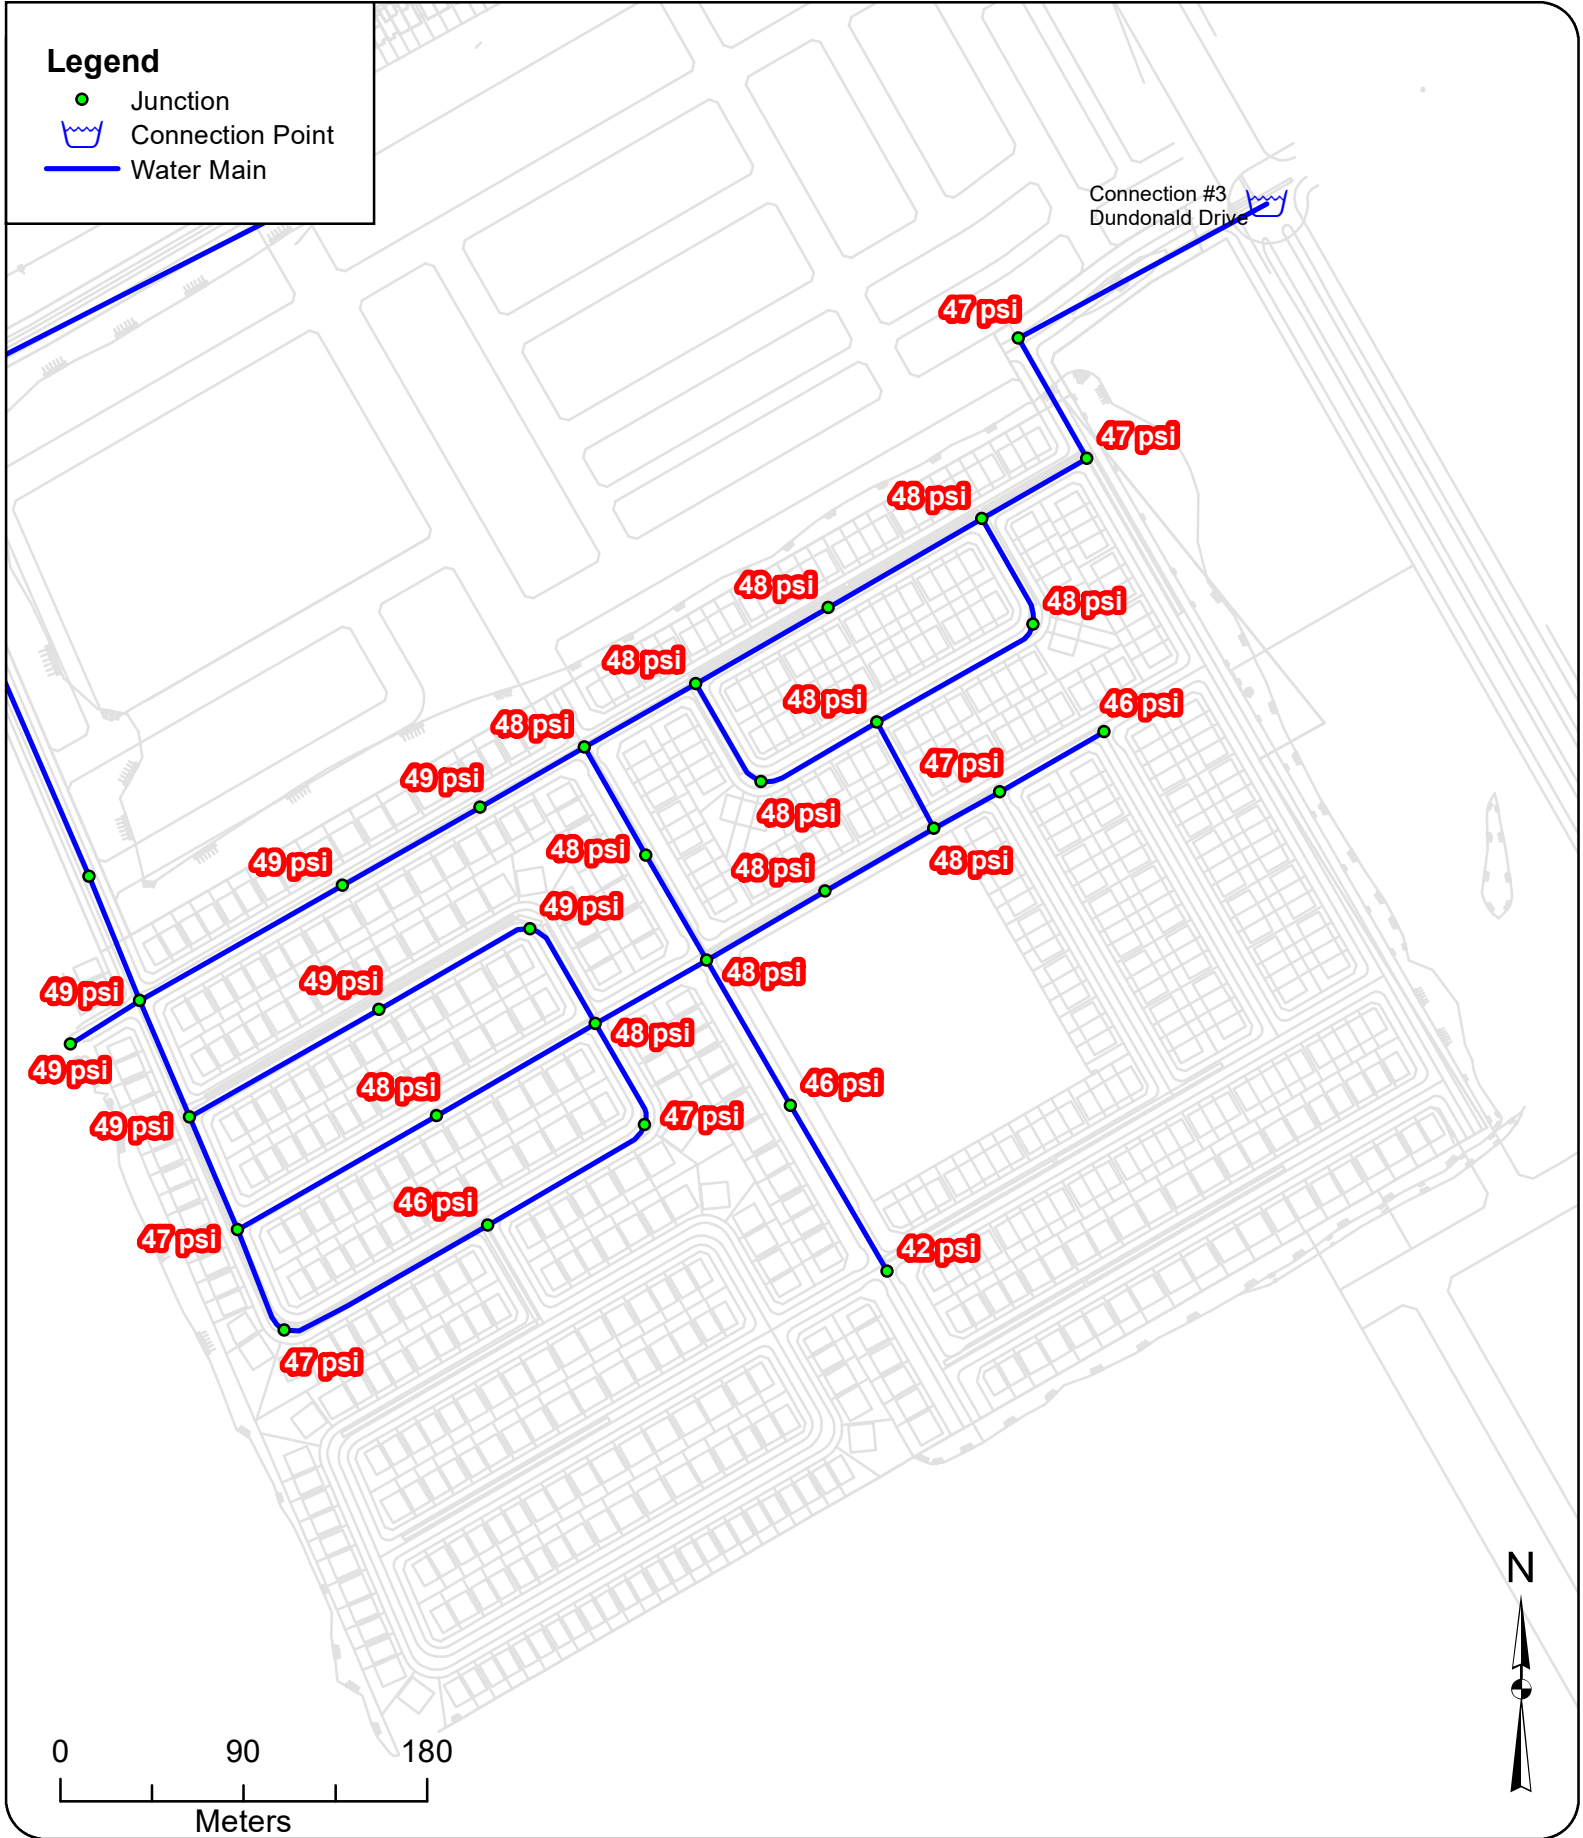 Legend
Junction
Connection Point
Water Main
Connection #3
Dundonald Drive
47 psi
47 psi
48 psi
48 psi
48 psi
48 psi
48 psi
46 psi
48 psi
47 psi
49 psi
48 psi
48 psi
49 psi
48 psi
48 psi
49 psi
48 psi
49 psi
49 psi
48 psi
49 psi
46 psi
48 psi
47 psi
49 psi
46 psi
47 psi
42 psi
47 psi
N
0 90 180
Meters